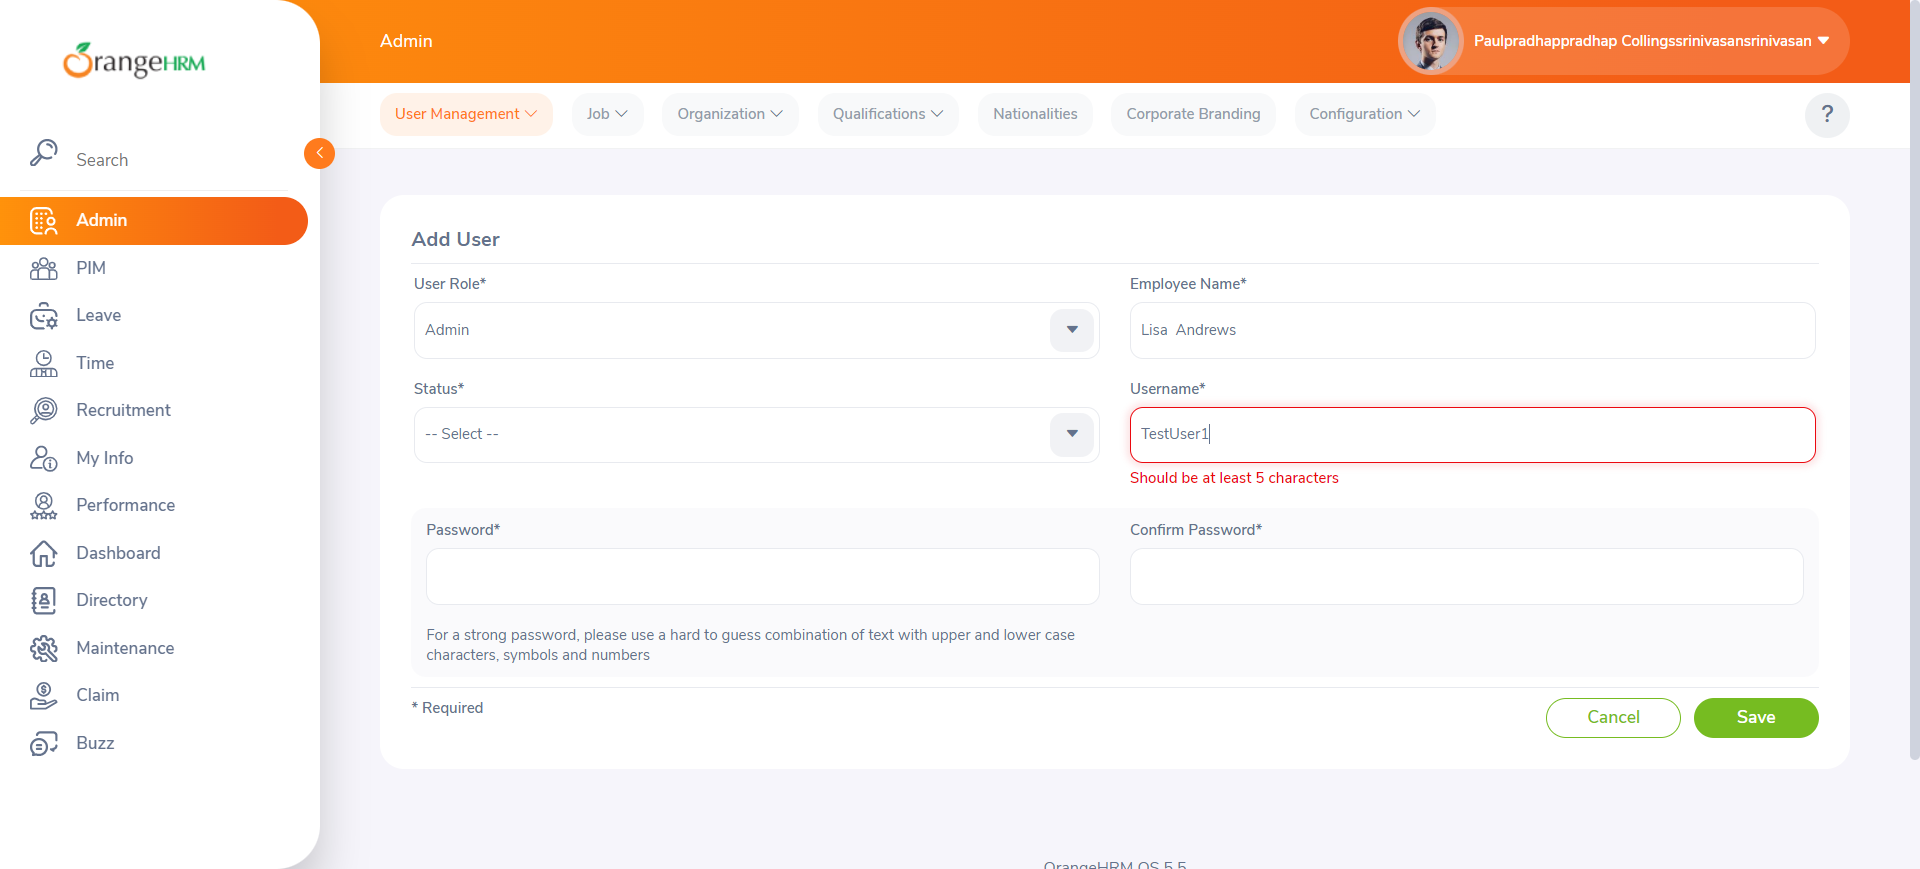 OrangeHRM
Admin
Paulpradhappradhap Collingssrinivasansrinivasan
User Management
Job
Organization
Qualifications
Nationalities
Corporate Branding
Configuration
?
Search
Admin
PIM
Leave
Time
Recruitment
My Info
Performance
Dashboard
Directory
Maintenance
Claim
Buzz
Add User
User Role*
Admin
Employee Name*
Lisa  Andrews
Status*
-- Select --
Username*
TestUser1
Should be at least 5 characters
Password*
Confirm Password*
For a strong password, please use a hard to guess combination of text with upper and lower case
characters, symbols and numbers
* Required
Cancel
Save
OrangeHRM OS 5.5